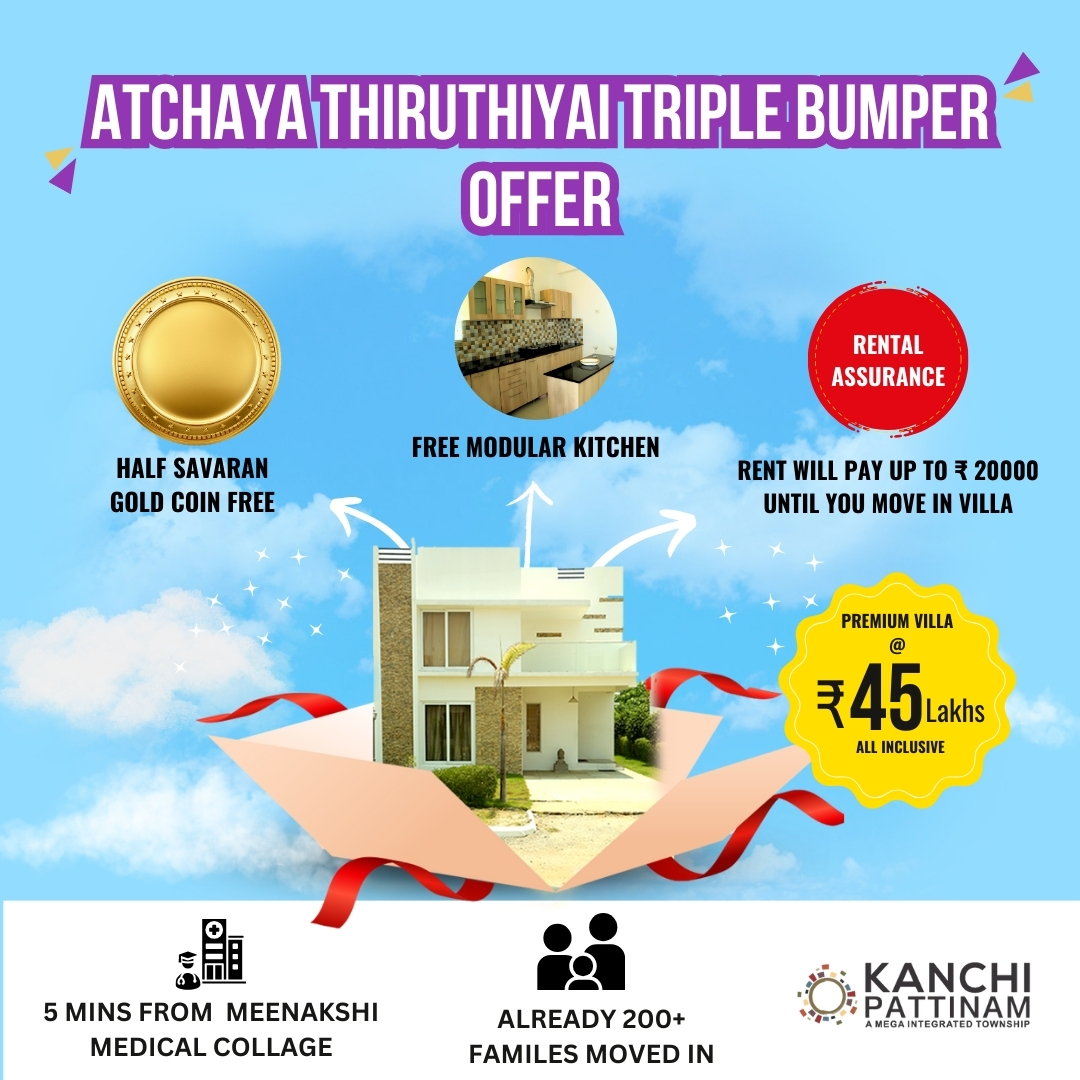 ATCHAYA THIRUTHIYAI TRIPLE BUMPER
OFFER
HALF SAVARAN
GOLD COIN FREE
FREE MODULAR KITCHEN
RENTAL
ASSURANCE
RENT WILL PAY UP TO ₹ 20000
UNTIL YOU MOVE IN VILLA
PREMIUM VILLA
@
₹45 Lakhs
ALL INCLUSIVE
5 MINS FROM MEENAKSHI
MEDICAL COLLAGE
ALREADY 200+
FAMILES MOVED IN
KANCHI
PATTINAM
A MEGA INTEGRATED TOWNSHIP